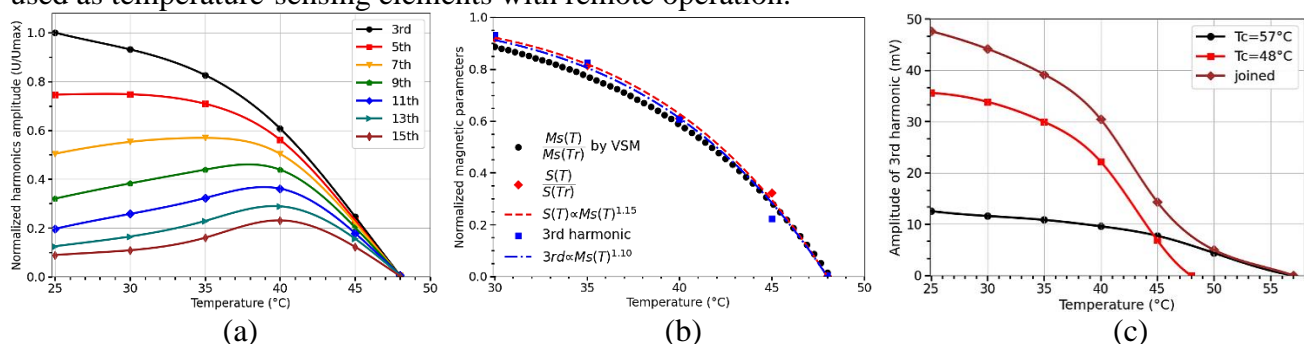 used as temperature-sensing elements with remote operation.
Normalized harmonics amplitude (U/Umax)
1.0
0.8
0.6
0.4
0.2
0.0
25 30 35 40 45 50
Temperature (°C)
3rd
5th
7th
9th
11th
13th
15th
(a)
Normalized magnetic parameters
1.0
0.8
0.6
0.4
0.2
0.0
30 35 40 45 50
Temperature (°C)
Ms(T)/Ms(Tr) by VSM
S(T)/S(Tr)
S(T)∝Ms(T)^1.15
3rd harmonic
3rd∝Ms(T)^1.10
(b)
Amplitude of 3rd harmonic (mV)
50
40
30
20
10
0
25 30 35 40 45 50 55
Temperature (°C)
Tc=57°C
Tc=48°C
joined
(c)